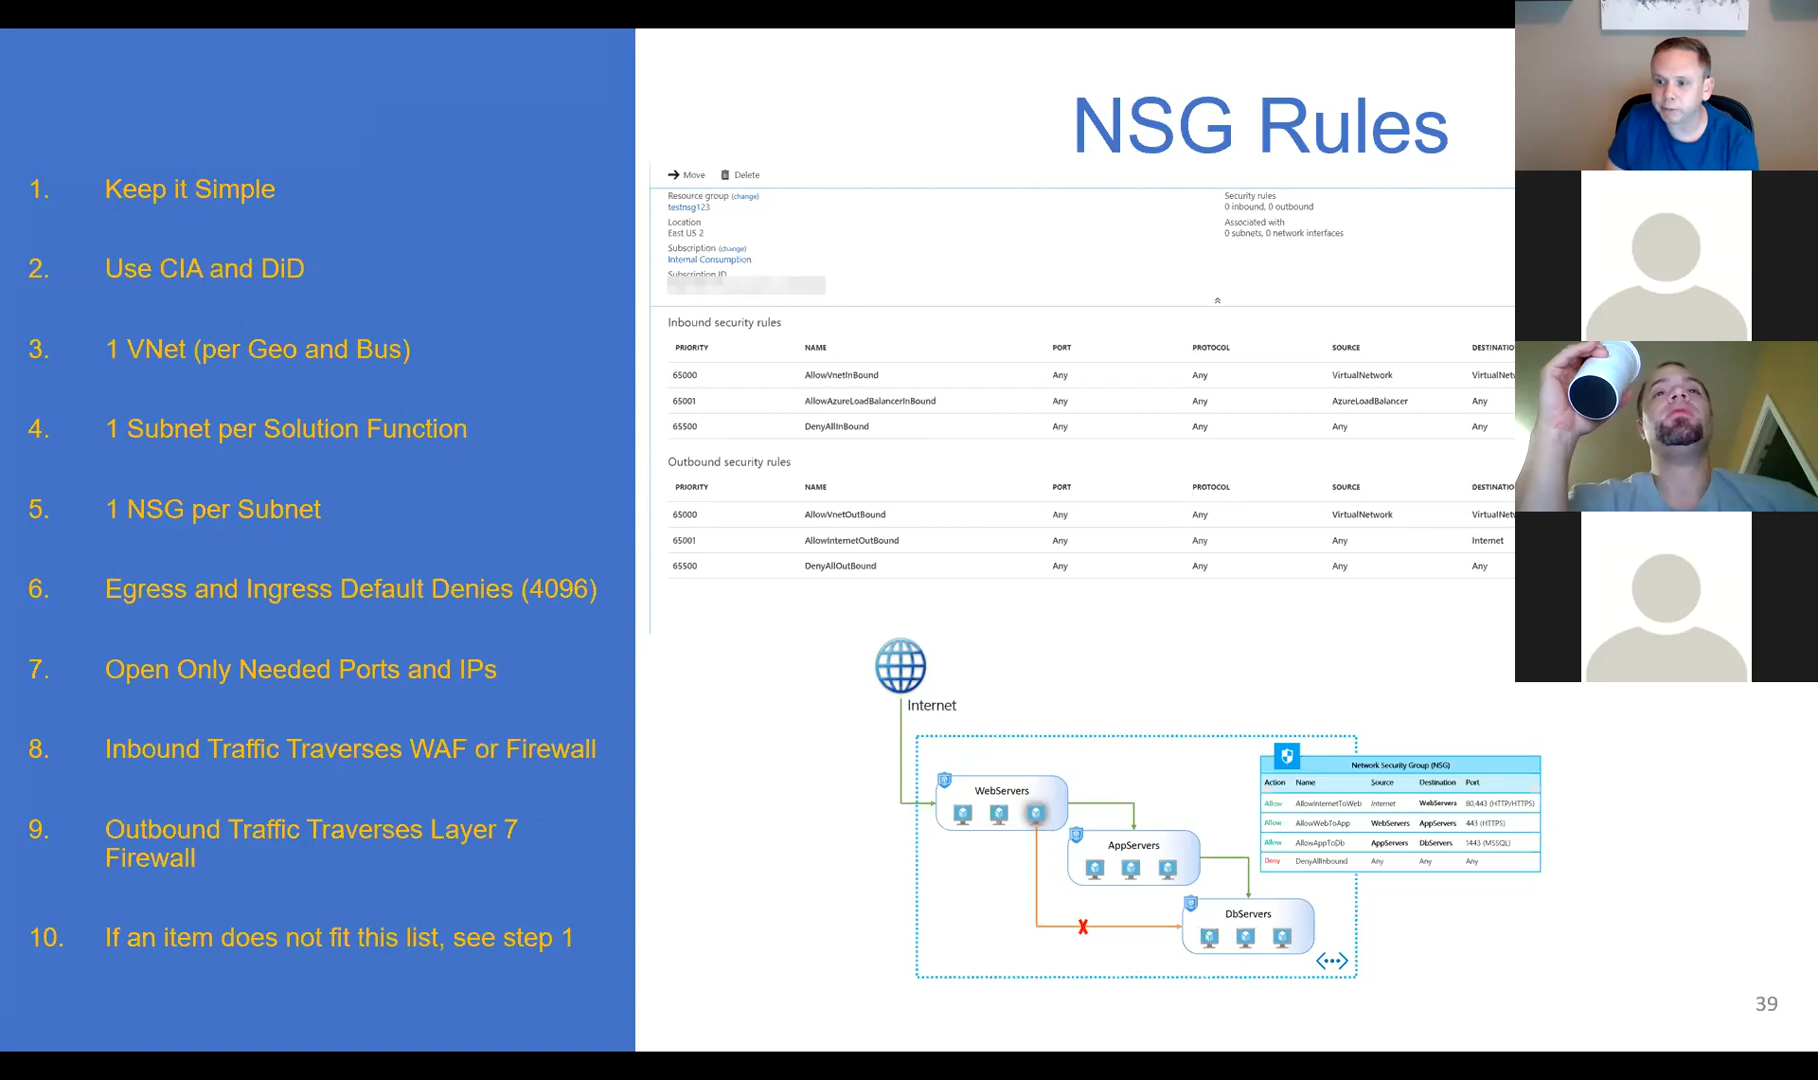 NSG Rules
1. Keep it Simple
2. Use CIA and DiD
3. 1 VNet (per Geo and Bus)
4. 1 Subnet per Solution Function
5. 1 NSG per Subnet
6. Egress and Ingress Default Denies (4096)
7. Open Only Needed Ports and IPs
8. Inbound Traffic Traverses WAF or Firewall
9. Outbound Traffic Traverses Layer 7
Firewall
10. If an item does not fit this list, see step 1
Move Delete
Resource group (change)
testnsg123
Location
East US 2
Subscription (change)
Internal Consumption
Subscription ID
Security rules
0 inbound, 0 outbound
Associated with
0 subnets, 0 network interfaces
Inbound security rules
PRIORITY NAME PORT PROTOCOL SOURCE DESTINATIO
65000 AllowVnetInBound Any Any VirtualNetwork VirtualNet
65001 AllowAzureLoadBalancerInBound Any Any AzureLoadBalancer Any
65500 DenyAllInBound Any Any Any Any
Outbound security rules
PRIORITY NAME PORT PROTOCOL SOURCE DESTINATIO
65000 AllowVnetOutBound Any Any VirtualNetwork VirtualNet
65001 AllowInternetOutBound Any Any Any Internet
65500 DenyAllOutBound Any Any Any Any
Internet
WebServers
AppServers
DbServers
Network Security Group (NSG)
Action Name Source Destination Port
Allow AllowInternetToWeb Internet WebServers 80,443 (HTTP/HTTPS)
Allow AllowWebToApp WebServers AppServers 443 (HTTPS)
Allow AllowAppToDb AppServers DbServers 1443 (MSSQL)
Deny DenyAllInbound Any Any Any
39